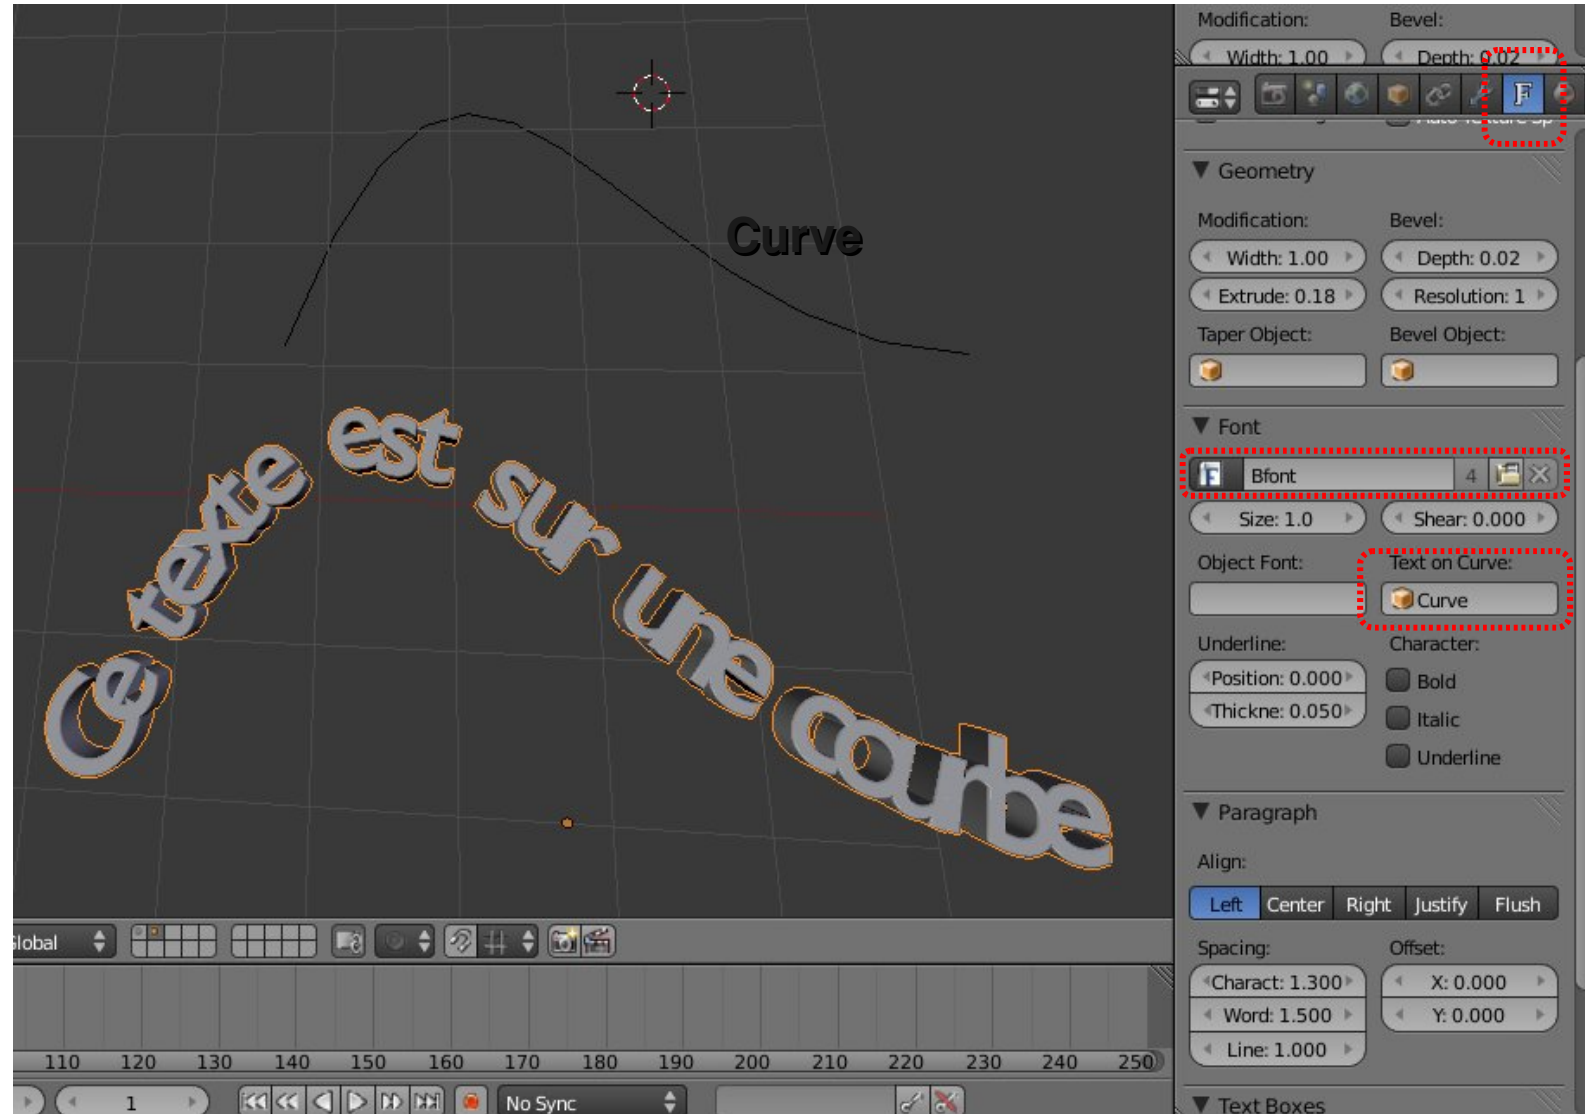 Modification: Bevel:
Width: 1.00 Depth: 0.02
F
Geometry
Modification: Bevel:
Width: 1.00 Depth: 0.02
Extrude: 0.18 Resolution: 1
Taper Object: Bevel Object:
Font
F Bfont 4
Size: 1.0 Shear: 0.000
Object Font: Text on Curve:
Curve
Underline: Character:
Position: 0.000 Bold
Thickne: 0.050 Italic
Underline
Paragraph
Align:
Left Center Right Justify Flush
Spacing: Offset:
Charact: 1.300 X: 0.000
Word: 1.500 Y: 0.000
Line: 1.000
Text Boxes
Curve
Ce texte est sur une courbe
lobal
110 120 130 140 150 160 170 180 190 200 210 220 230 240 250
1 No Sync